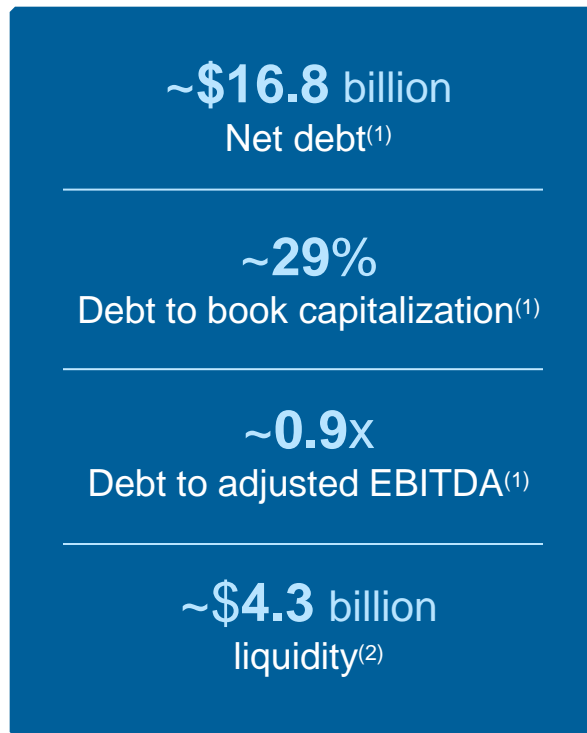 ~$16.8 billion
Net debt(1)
~29%
Debt to book capitalization(1)
~0.9x
Debt to adjusted EBITDA(1)
~$4.3 billion
liquidity(2)